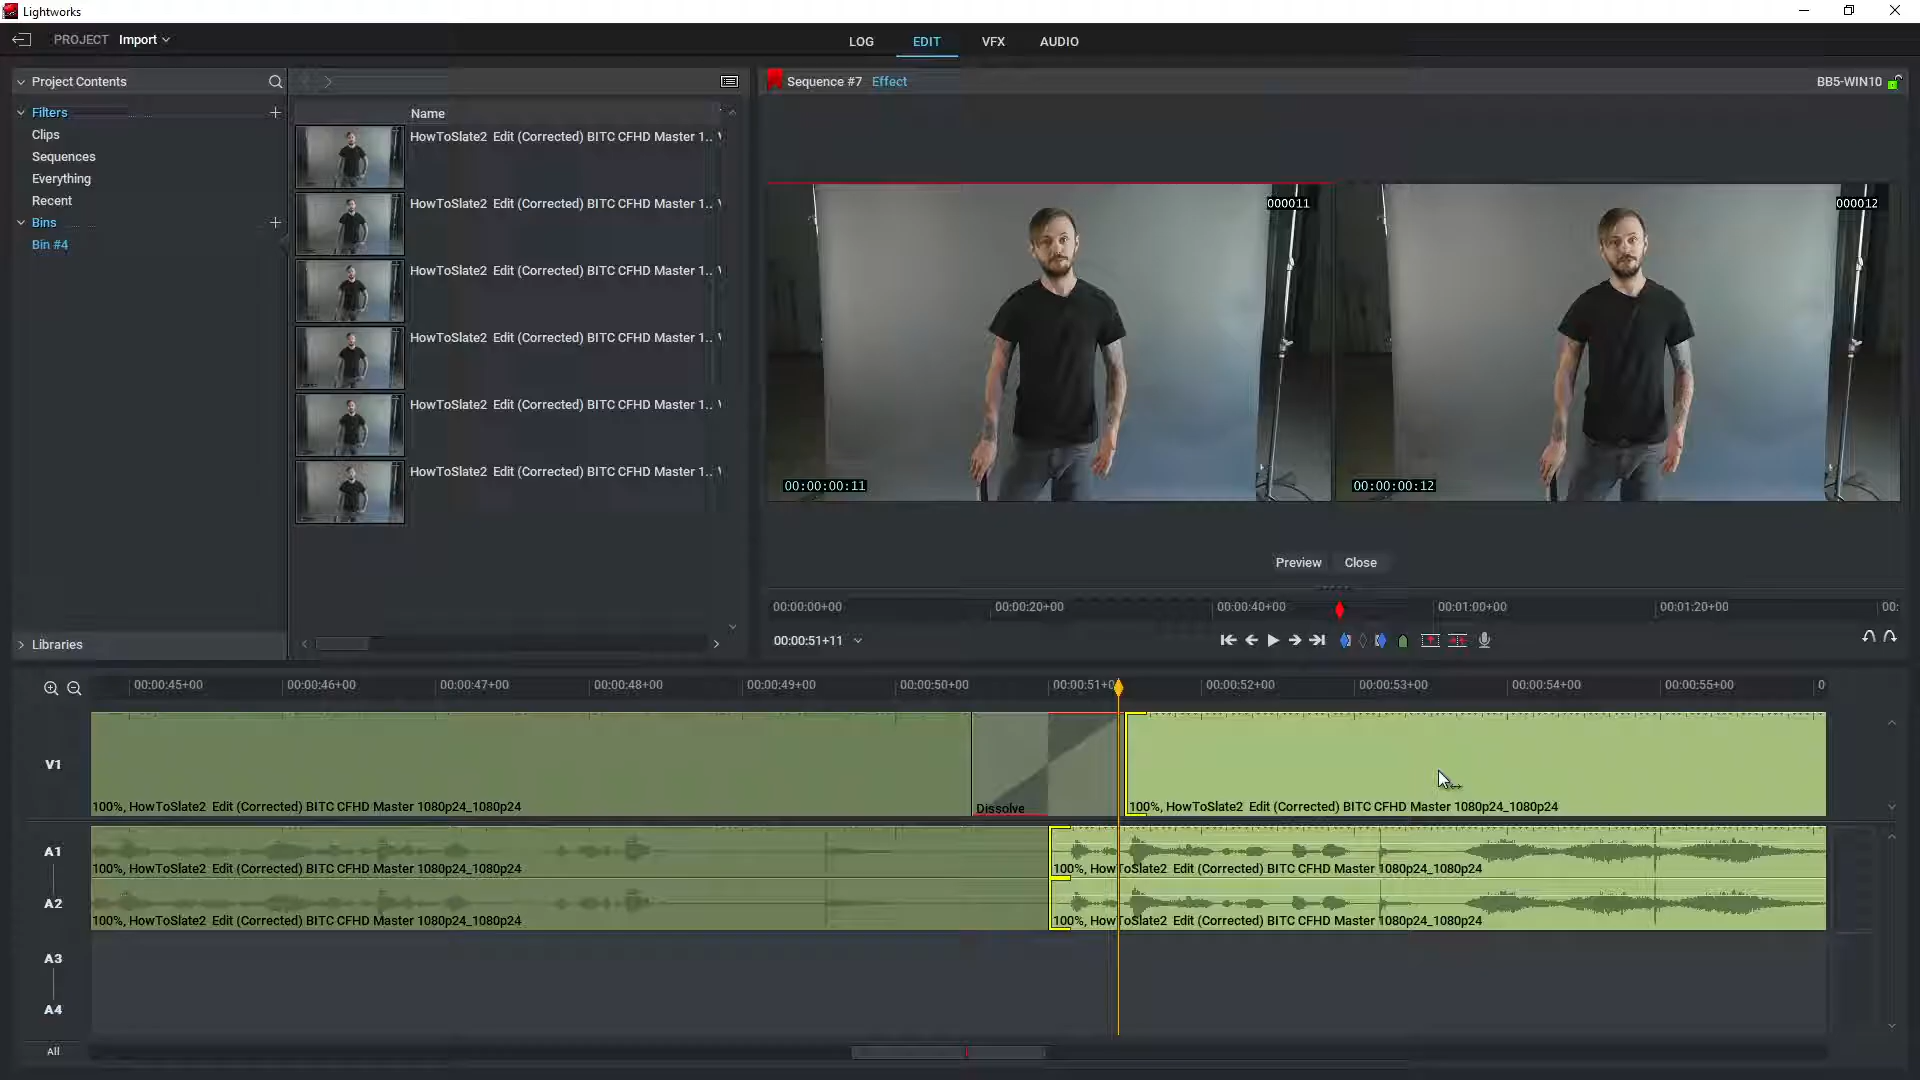 Lightworks
PROJECT Import
LOG EDIT VFX AUDIO
Project Contents
Filters
Clips
Sequences
Everything
Recent
Bins
Bin #4
Libraries
Name
HowToSlate2 Edit (Corrected) BITC CFHD Master 1..
HowToSlate2 Edit (Corrected) BITC CFHD Master 1..
HowToSlate2 Edit (Corrected) BITC CFHD Master 1..
HowToSlate2 Edit (Corrected) BITC CFHD Master 1..
HowToSlate2 Edit (Corrected) BITC CFHD Master 1..
HowToSlate2 Edit (Corrected) BITC CFHD Master 1..
Sequence #7 Effect BB5-WIN10
000011 000012
00:00:00:11 00:00:00:12
Preview Close
00:00:00+00 00:00:20+00 00:00:40+00 00:01:00+00 00:01:20+00 00:
00:00:51+11
00:00:45+00 00:00:46+00 00:00:47+00 00:00:48+00 00:00:49+00 00:00:50+00 00:00:51+0 00:00:52+00 00:00:53+00 00:00:54+00 00:00:55+00 0
V1
100%, HowToSlate2 Edit (Corrected) BITC CFHD Master 1080p24_1080p24 Dissolve 100%, HowToSlate2 Edit (Corrected) BITC CFHD Master 1080p24_1080p24
A1
100%, HowToSlate2 Edit (Corrected) BITC CFHD Master 1080p24_1080p24 100%, HowToSlate2 Edit (Corrected) BITC CFHD Master 1080p24_1080p24
A2
100%, HowToSlate2 Edit (Corrected) BITC CFHD Master 1080p24_1080p24 100%, HowToSlate2 Edit (Corrected) BITC CFHD Master 1080p24_1080p24
A3
A4
All